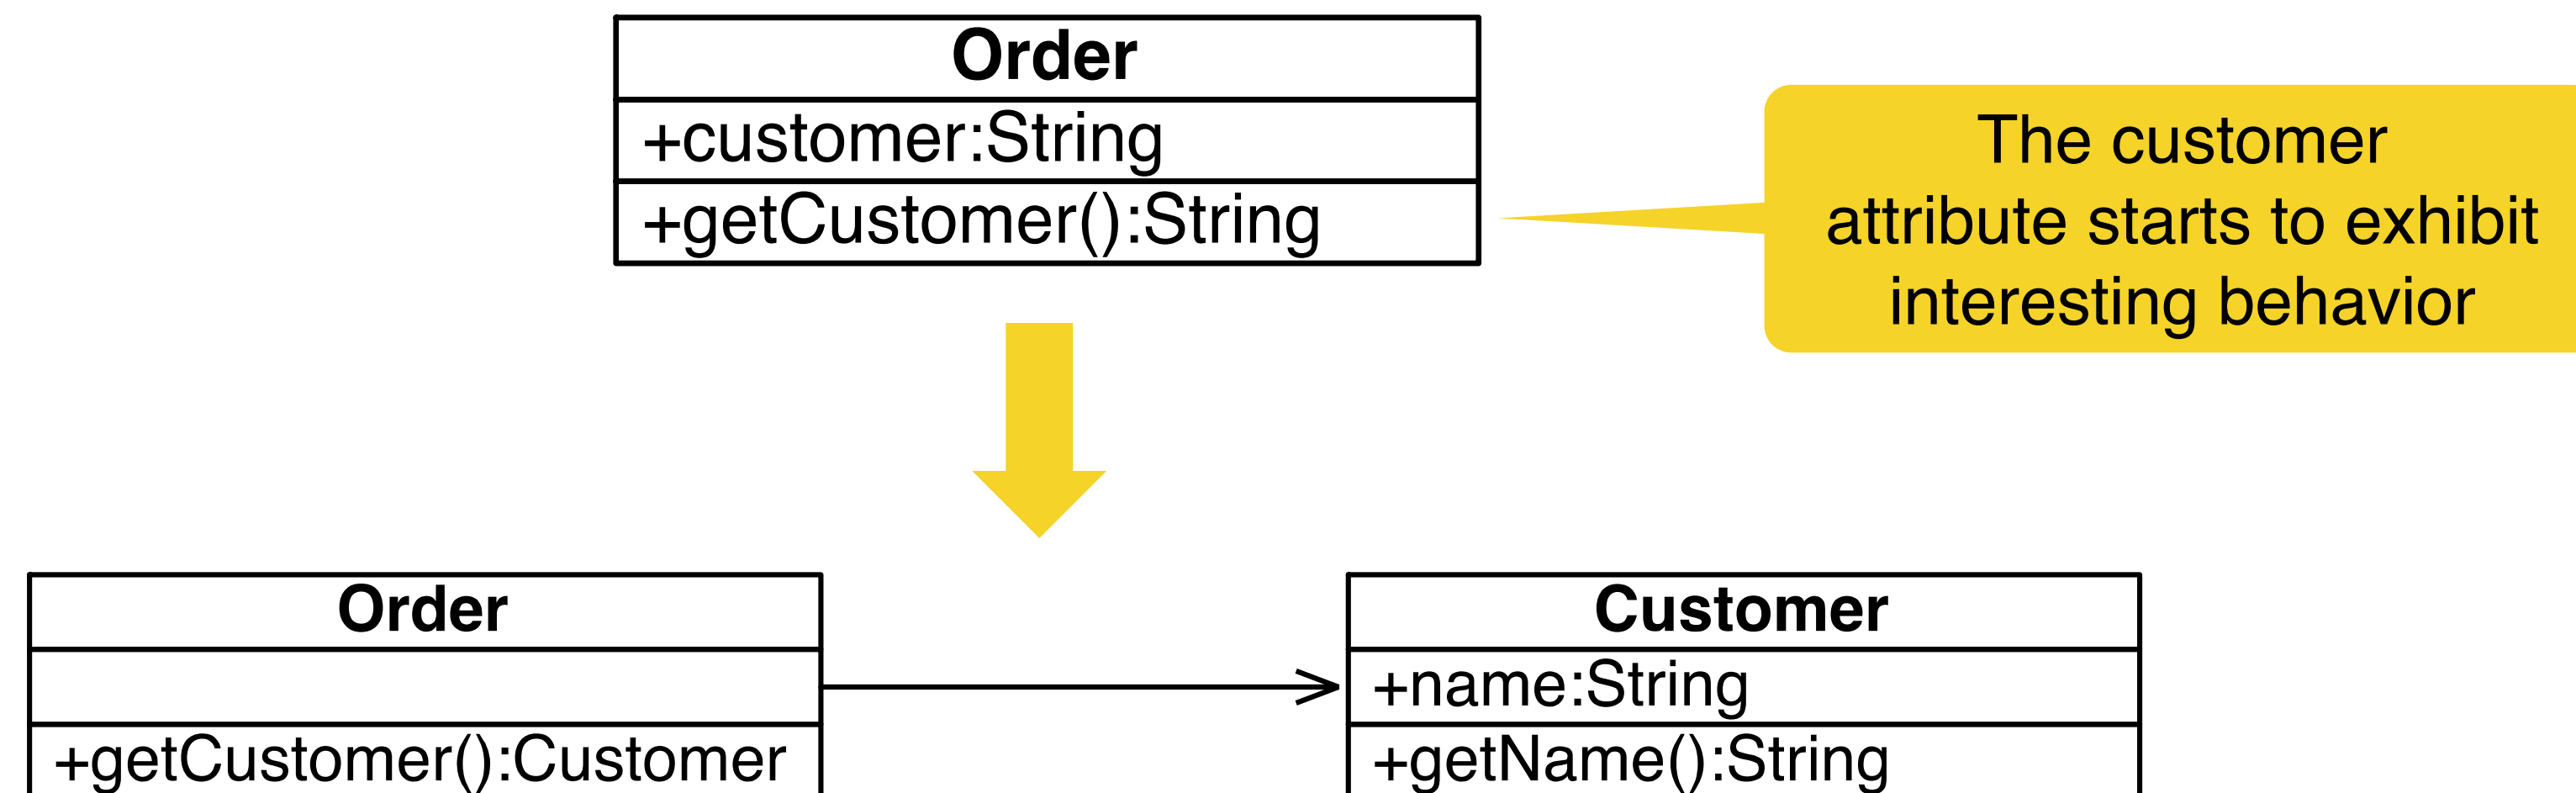 Order
+customer:String
+getCustomer():String
The customer
attribute starts to exhibit
interesting behavior
Order
+getCustomer():Customer
Customer
+name:String
+getName():String